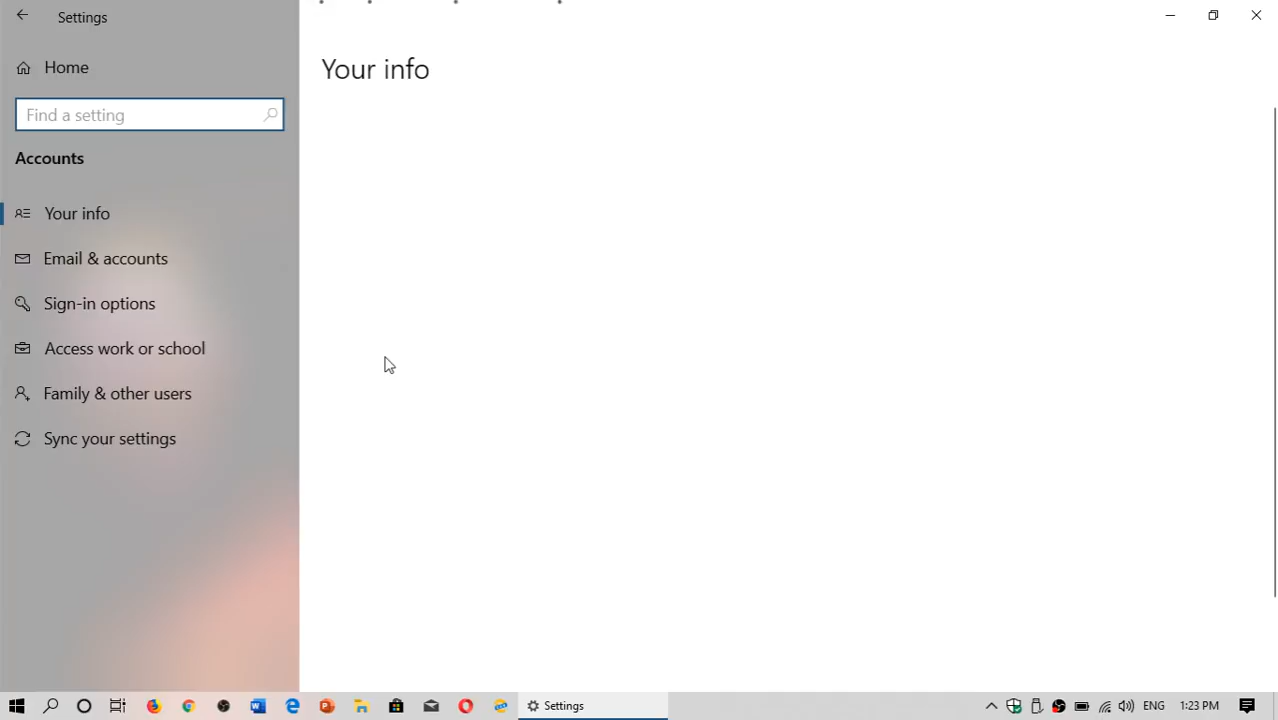 Settings
Home
Find a setting
Accounts
Your info
Email & accounts
Sign-in options
Access work or school
Family & other users
Sync your settings
Your info
Settings
ENG
1:23 PM